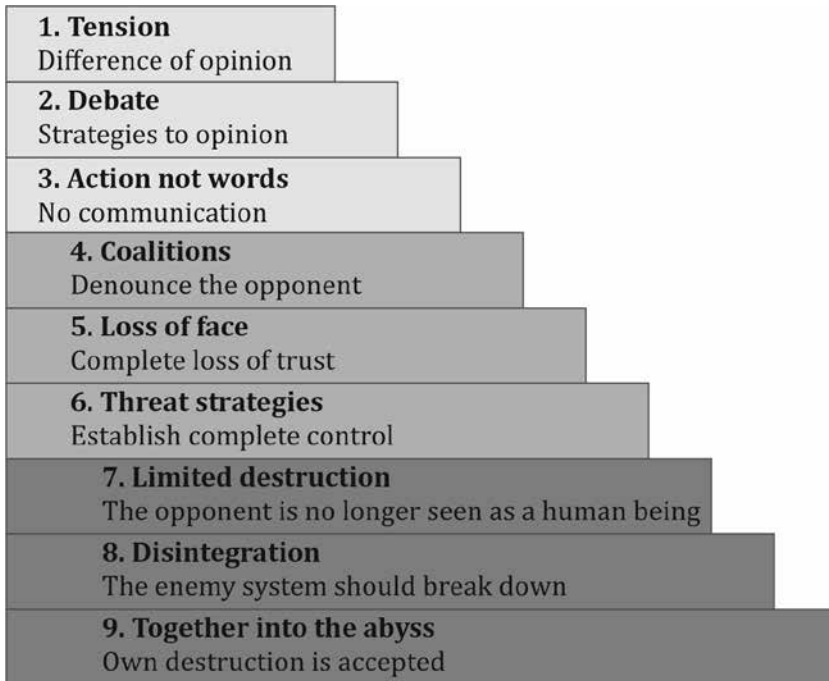 1. Tension
Difference of opinion
2. Debate
Strategies to opinion
3. Action not words
No communication
4. Coalitions
Denounce the opponent
5. Loss of face
Complete loss of trust
6. Threat strategies
Establish complete control
7. Limited destruction
The opponent is no longer seen as a human being
8. Disintegration
The enemy system should break down
9. Together into the abyss
Own destruction is accepted